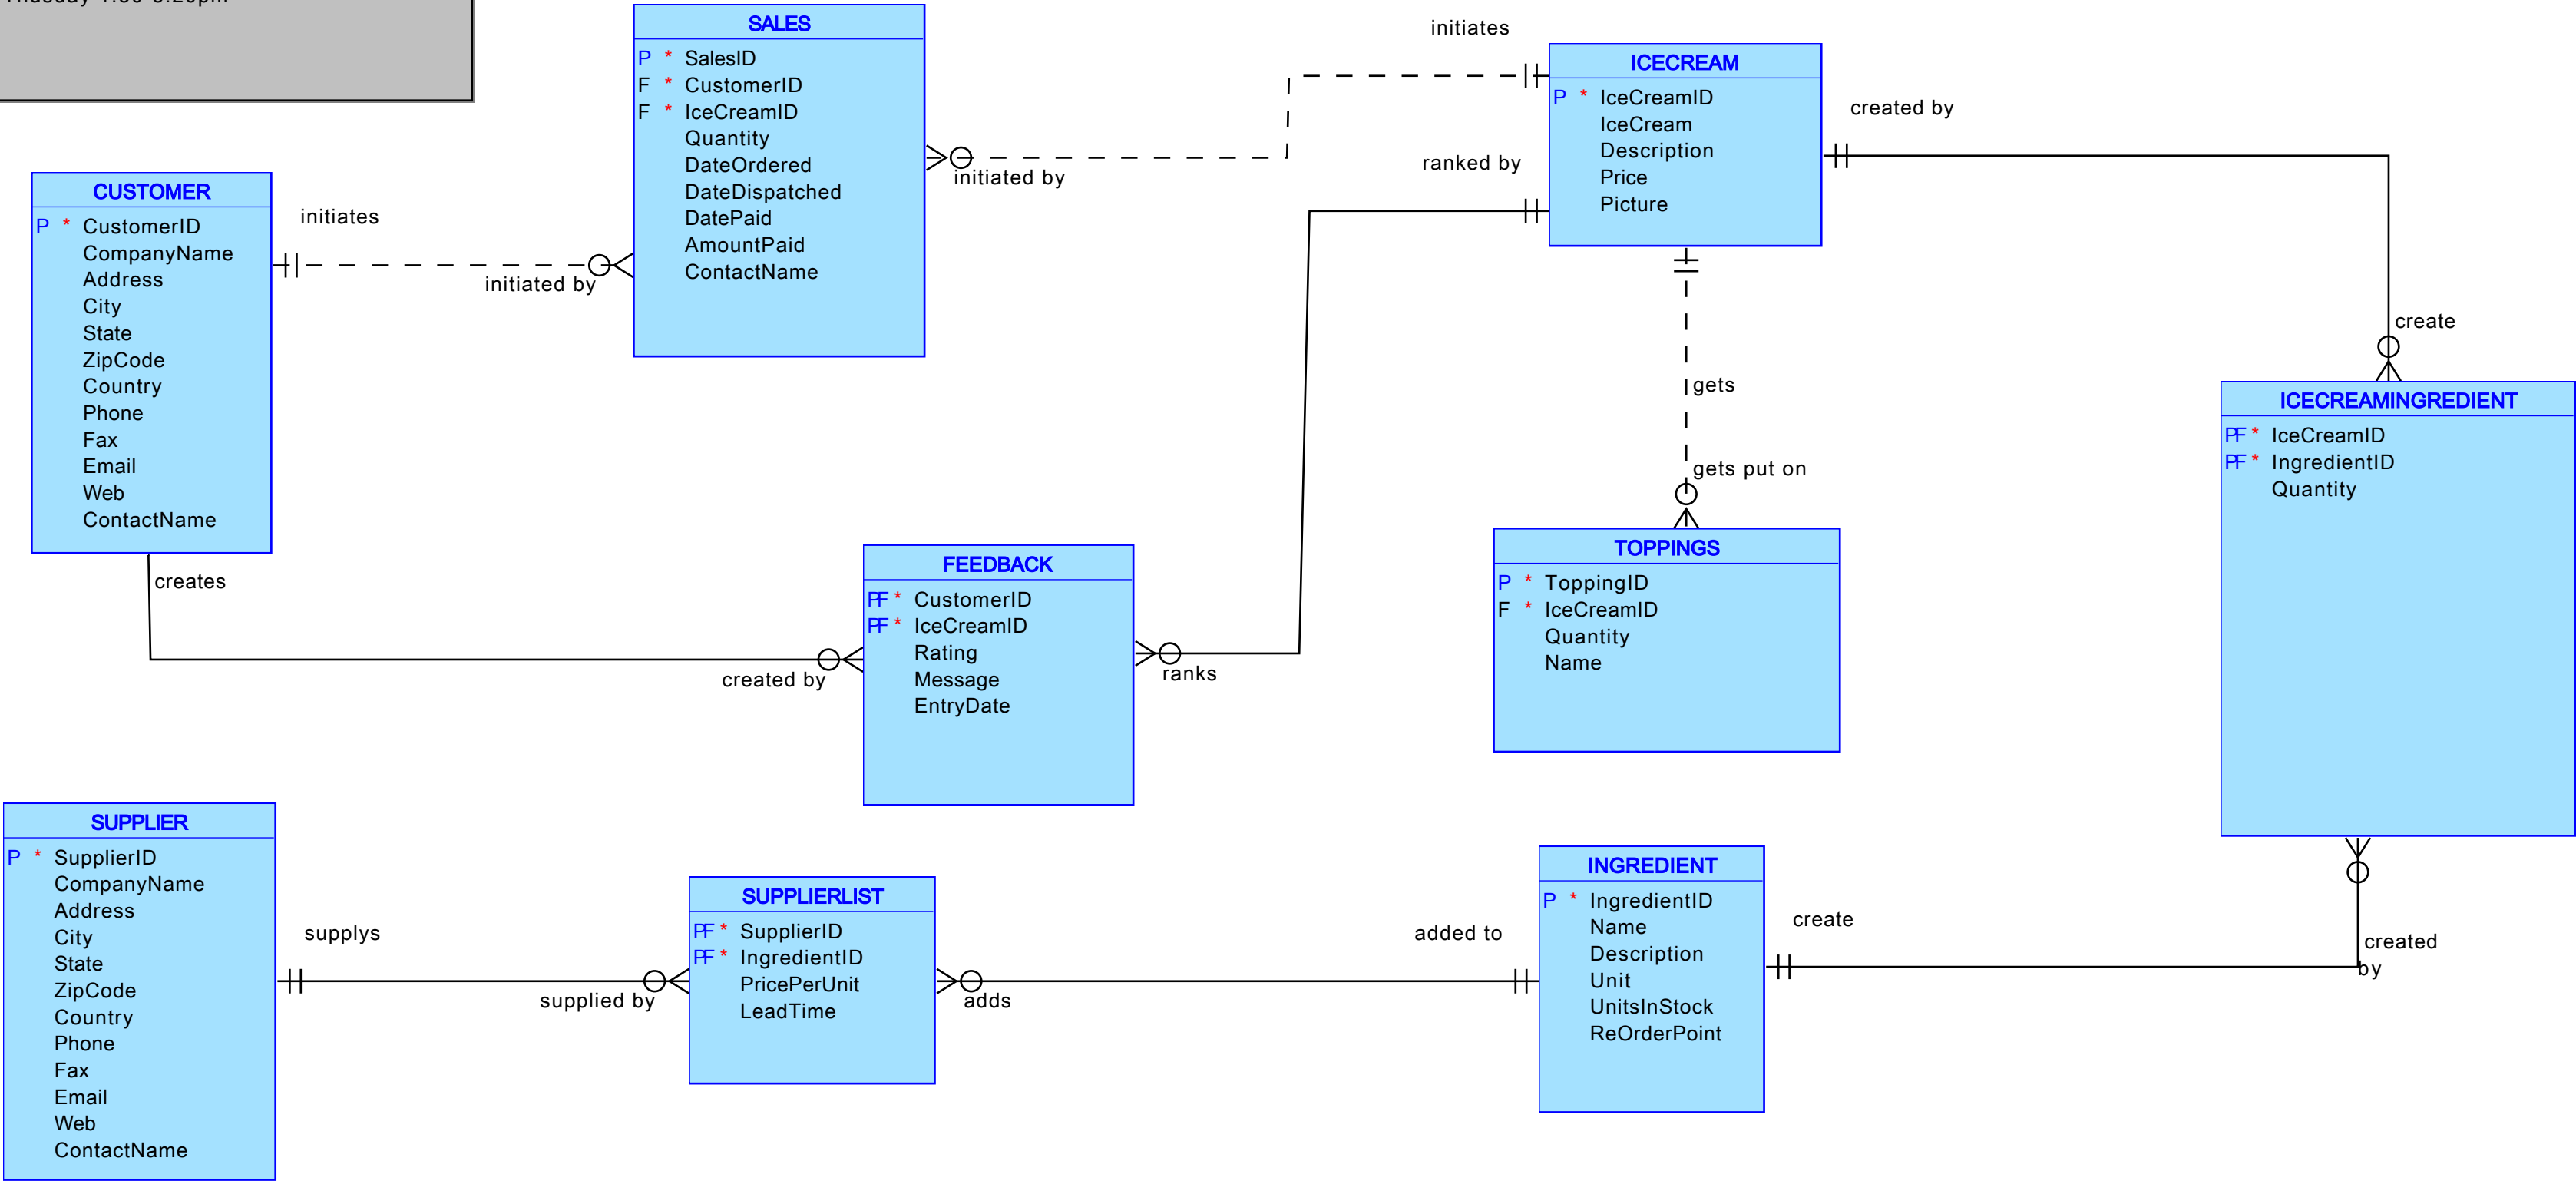 SALES
P * SalesID
F * CustomerID
F * IceCreamID
Quantity
DateOrdered
DateDispatched
DatePaid
AmountPaid
ContactName
initiates
ICECREAM
P * IceCreamID
IceCream
Description
Price
Picture
created by
ranked by
initiated by
CUSTOMER
P * CustomerID
CompanyName
Address
City
State
ZipCode
Country
Phone
Fax
Email
Web
ContactName
initiates
initiated by
create
gets
gets put on
ICECREAMINGREDIENT
PF * IceCreamID
PF * IngredientID
Quantity
creates
created by
FEEDBACK
PF * CustomerID
PF * IceCreamID
Rating
Message
EntryDate
ranks
TOPPINGS
P * ToppingID
F * IceCreamID
Quantity
Name
SUPPLIER
P * SupplierID
CompanyName
Address
City
State
ZipCode
Country
Phone
Fax
Email
Web
ContactName
supplys
supplied by
SUPPLIERLIST
PF * SupplierID
PF * IngredientID
PricePerUnit
LeadTime
added to
adds
INGREDIENT
P * IngredientID
Name
Description
Unit
UnitsInStock
ReOrderPoint
create
created
by